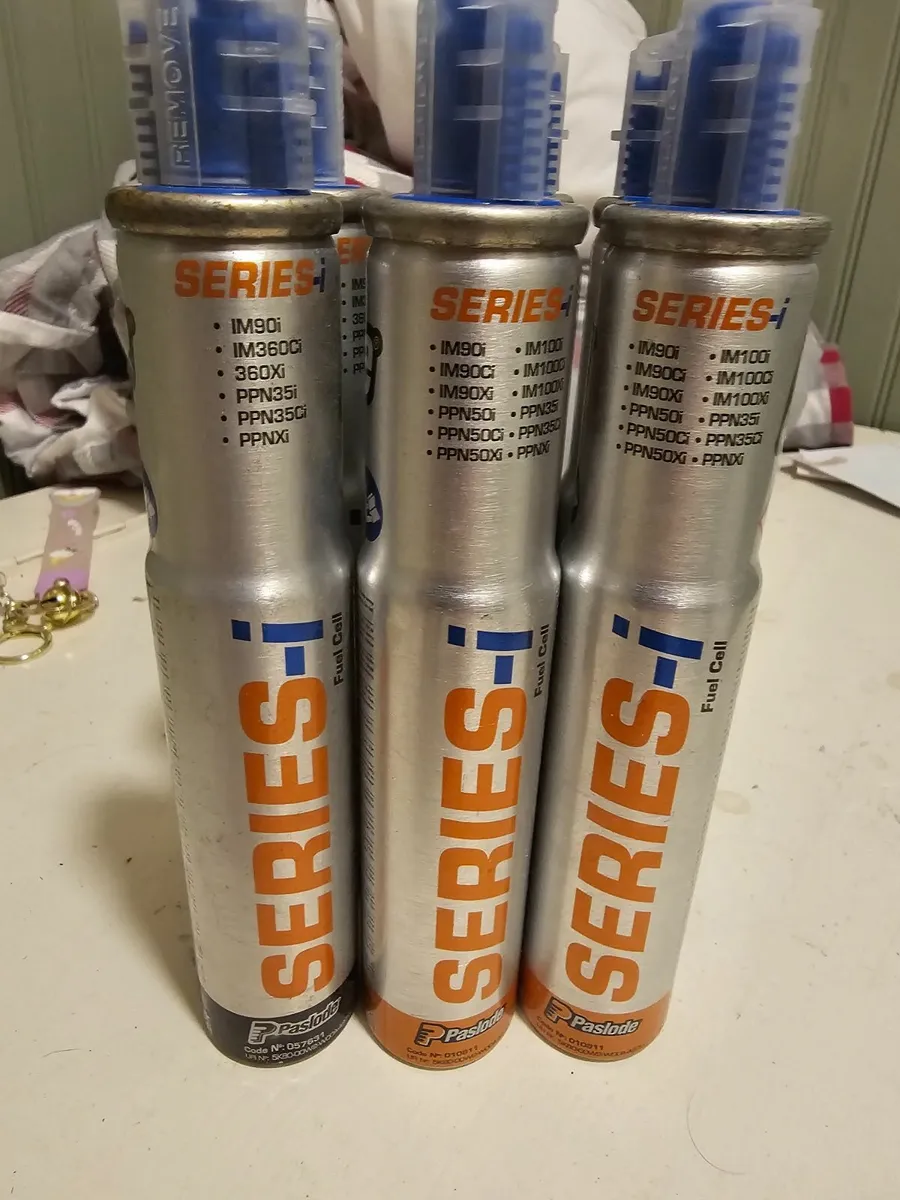 REMOVE
SERIES-i
• IM90i
• IM360Ci
• 360Xi
• PPN35i
• PPN35Ci
• PPNXi
SERIES-i
Fuel Cell
Paslode
Code Nº: 057631
SERIES-i
• IM90i • IM100i
• IM90Ci • IM100Ci
• IM90Xi • IM100Xi
• PPN50i • PPN35i
• PPN50Ci • PPN35Ci
• PPN50Xi • PPNXi
SERIES-i
Fuel Cell
Paslode
Code Nº: 010811
SERIES-i
• IM90i • IM100i
• IM90Ci • IM100Ci
• IM90Xi • IM100Xi
• PPN50i • PPN35i
• PPN50Ci • PPN35Ci
• PPN50Xi • PPNXi
SERIES-i
Fuel Cell
Paslode
Code Nº: 010811